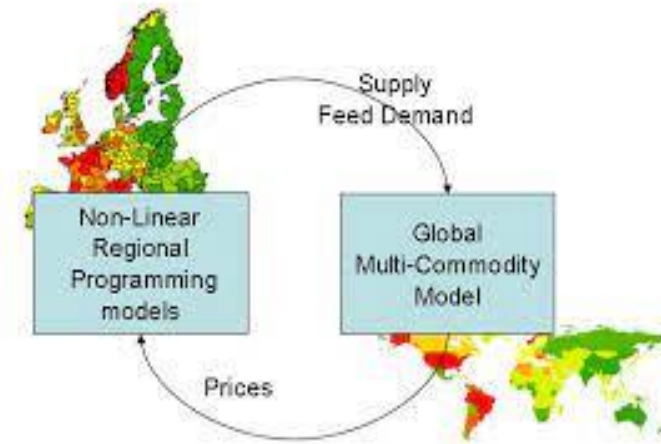 Supply
Feed Demand
Non-Linear
Regional
Programming
models
Global
Multi-Commodity
Model
Prices